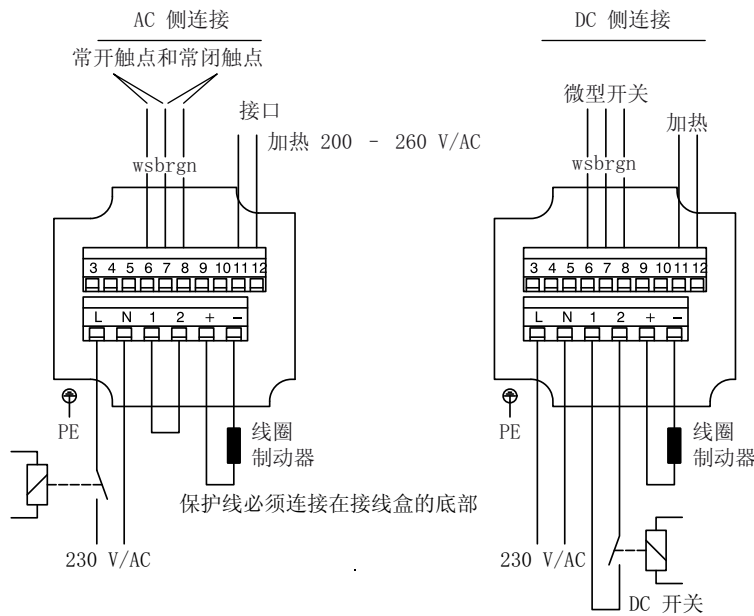 AC 侧连接
常开触点和常闭触点
接口
加热 200 - 260 V/AC
wsbrgn
3 4 5 6 7 8 9 10 11 12
L N 1 2 + −
PE
线圈
制动器
保护线必须连接在接线盒的底部
230 V/AC
DC 侧连接
微型开关
加热
wsbrgn
3 4 5 6 7 8 9 10 11 12
L N 1 2 + −
PE
线圈
制动器
230 V/AC
DC 开关